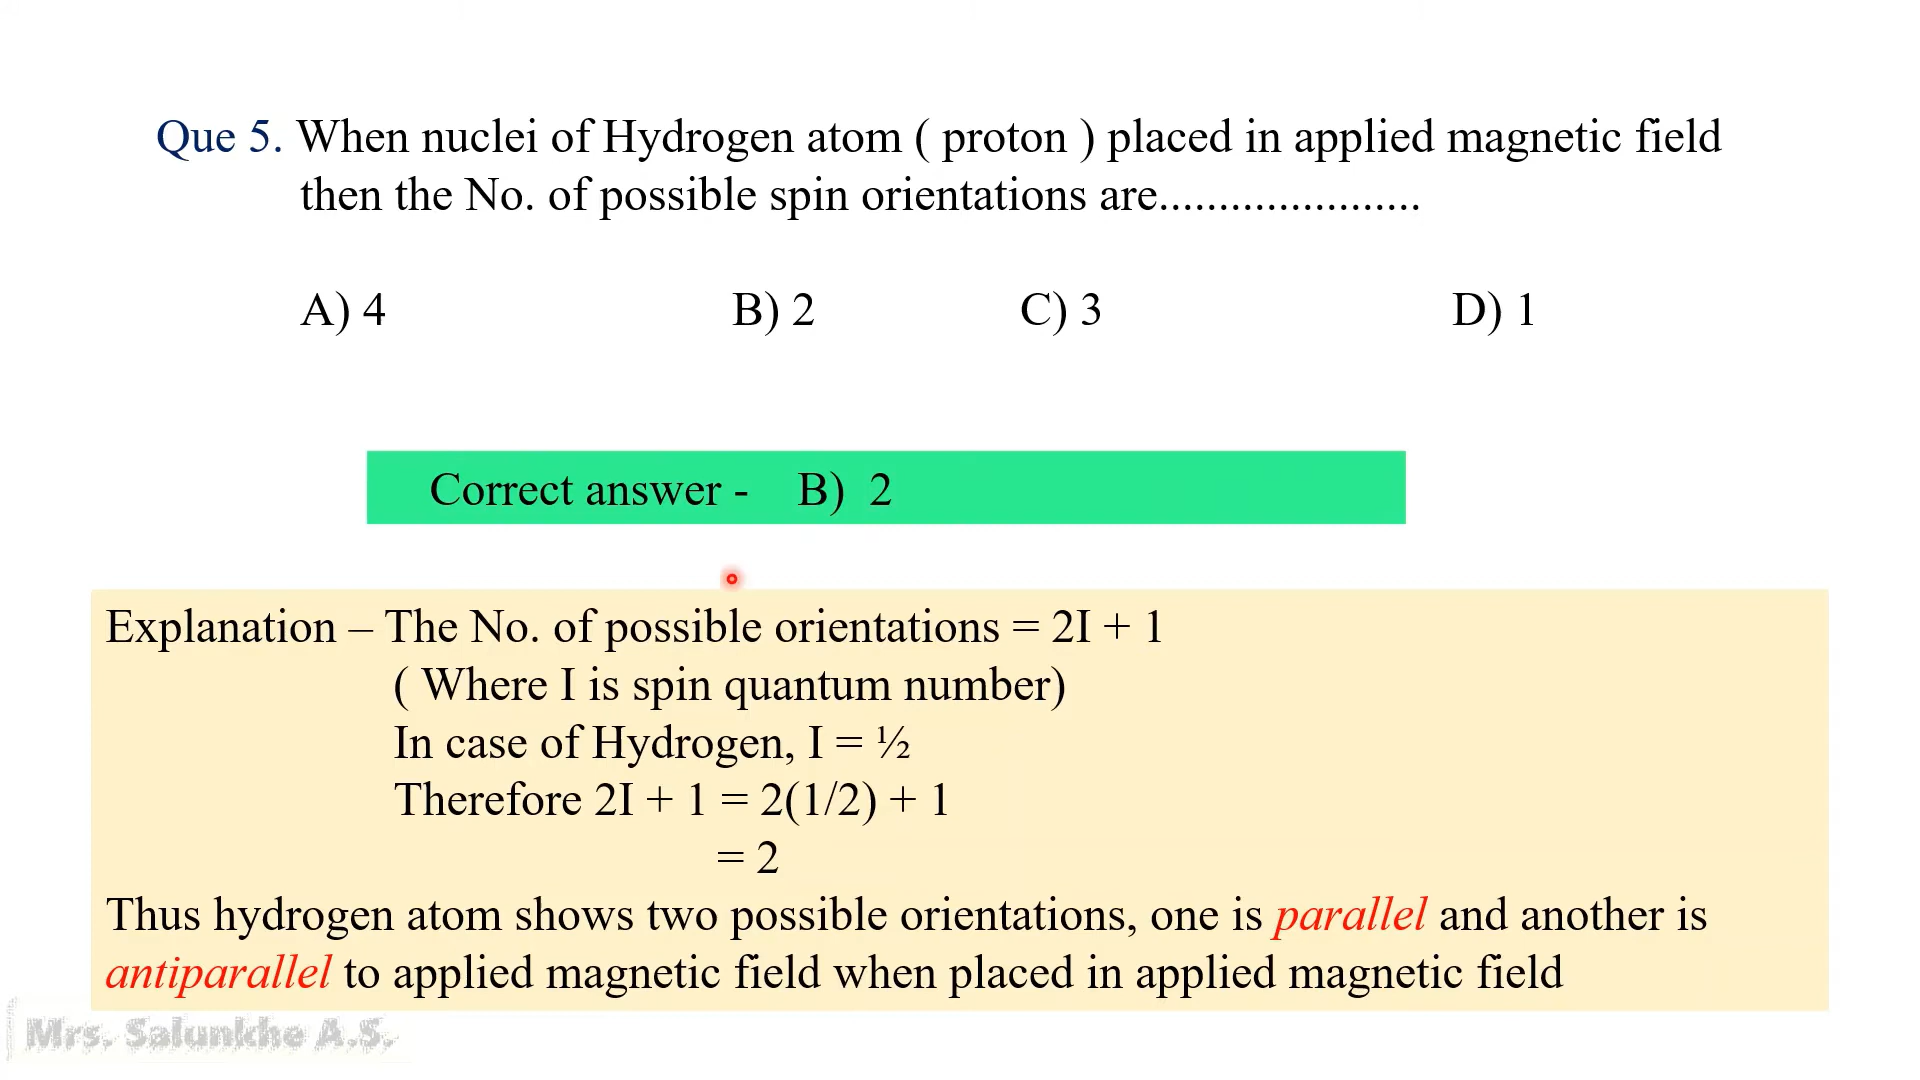 Que 5. When nuclei of Hydrogen atom ( proton ) placed in applied magnetic field
then the No. of possible spin orientations are......................
A) 4 B) 2 C) 3 D) 1
Correct answer - B) 2
Explanation – The No. of possible orientations = 2I + 1
( Where I is spin quantum number)
In case of Hydrogen, I = ½
Therefore 2I + 1 = 2(1/2) + 1
= 2
Thus hydrogen atom shows two possible orientations, one is parallel and another is
antiparallel to applied magnetic field when placed in applied magnetic field
Mrs. Salunkhe A.S.